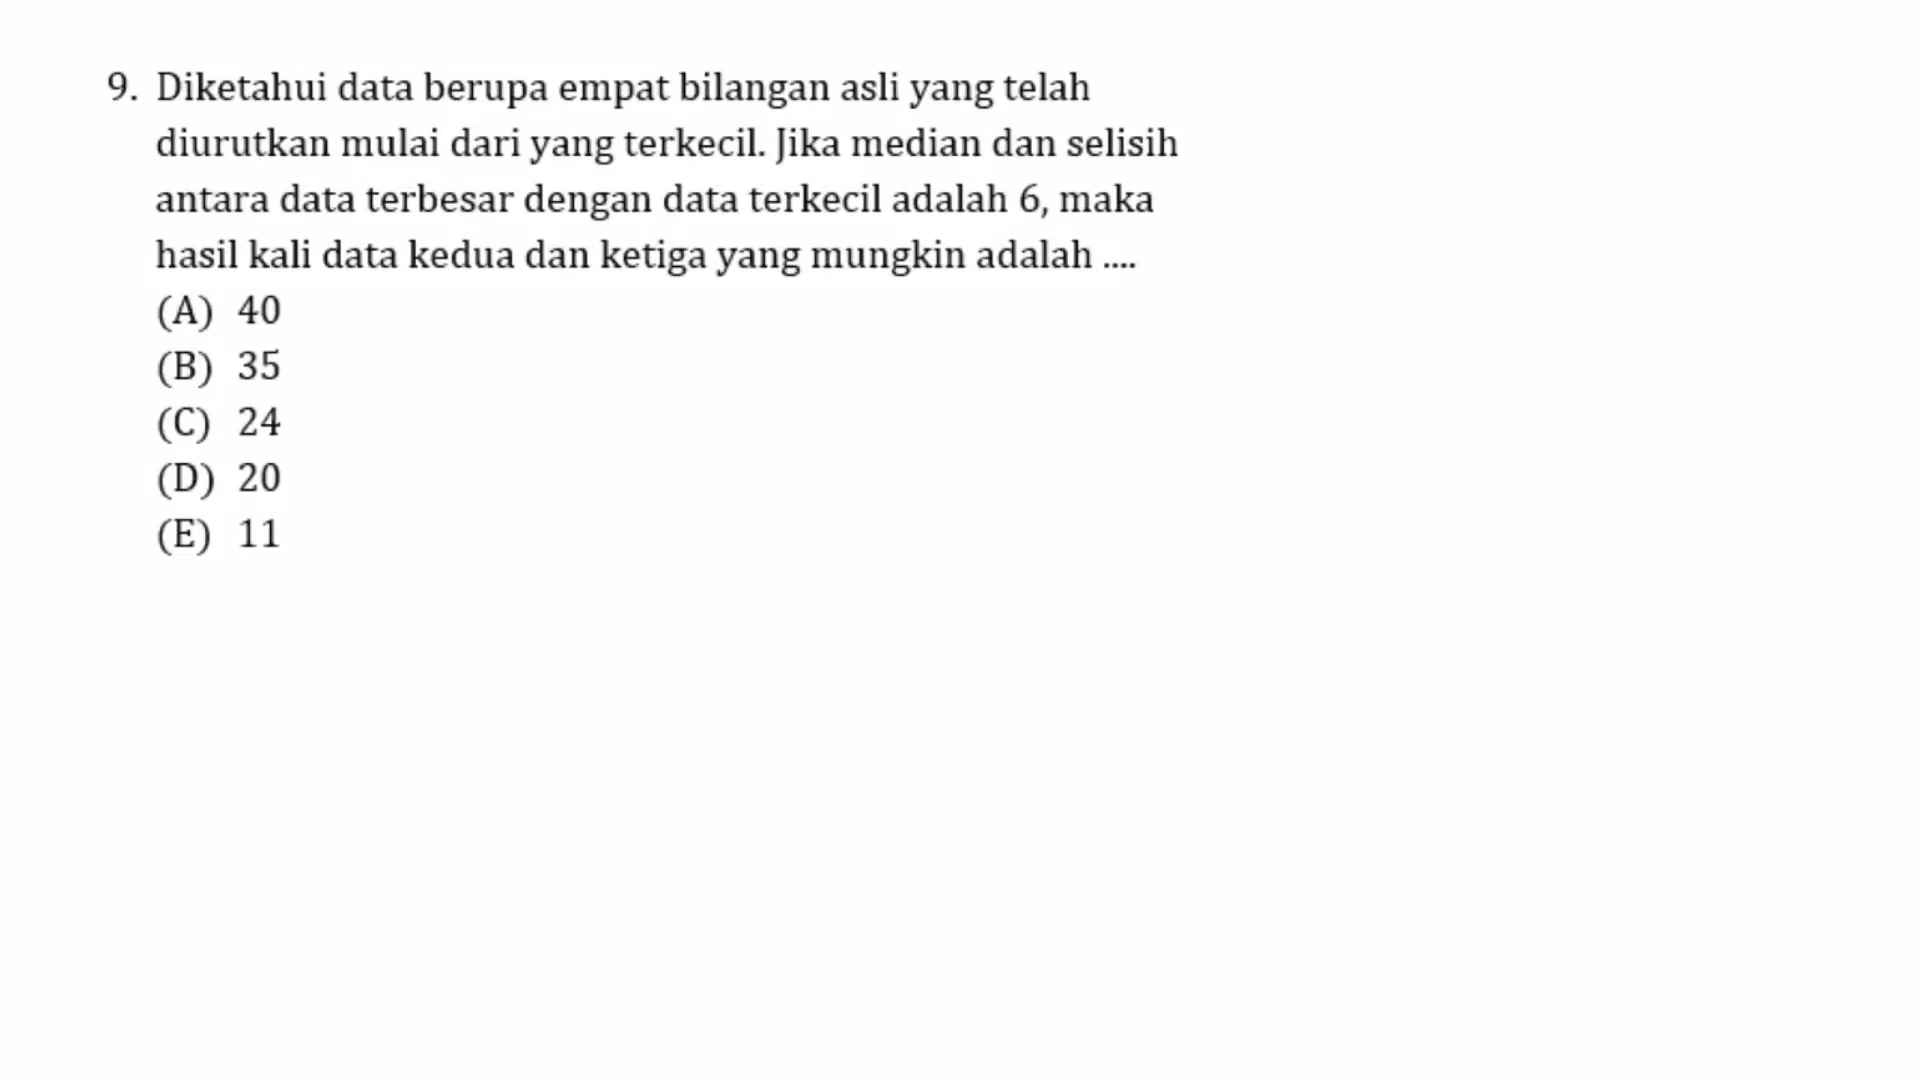 9. Diketahui data berupa empat bilangan asli yang telah
diurutkan mulai dari yang terkecil. Jika median dan selisih
antara data terbesar dengan data terkecil adalah 6, maka
hasil kali data kedua dan ketiga yang mungkin adalah ....
(A) 40
(B) 35
(C) 24
(D) 20
(E) 11